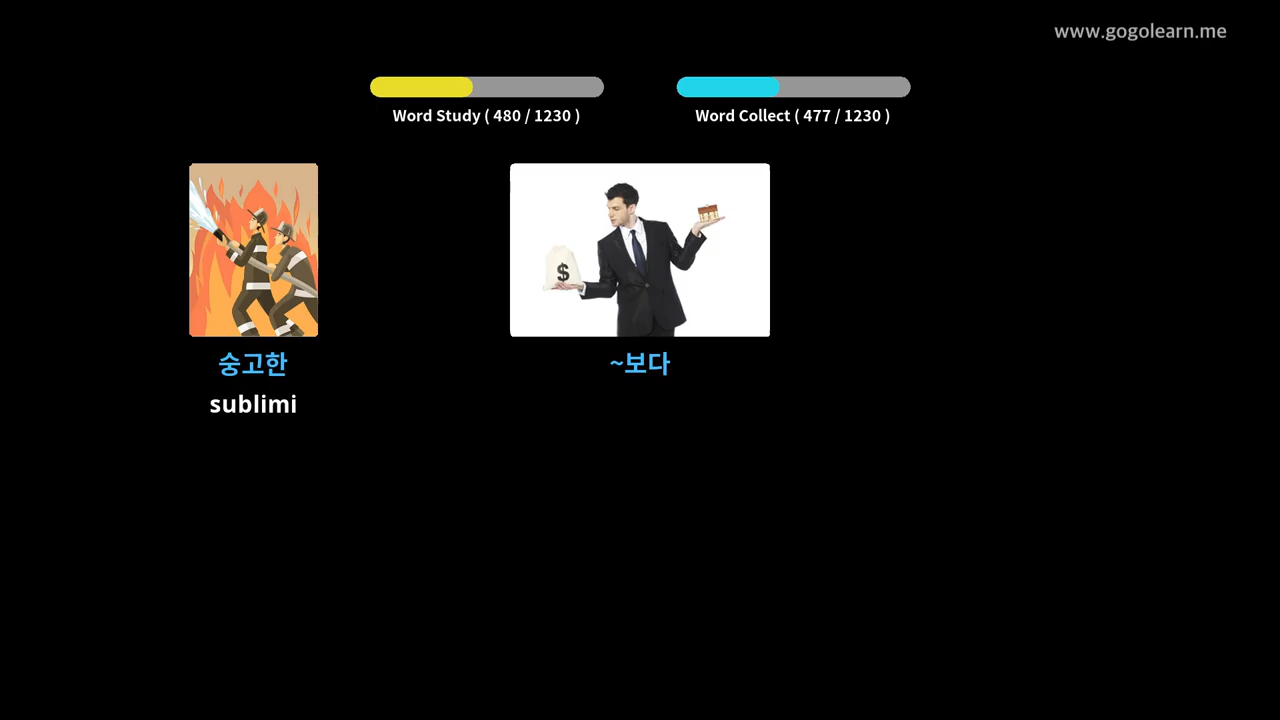 www.gogolearn.me
Word Study ( 480 / 1230 )
Word Collect ( 477 / 1230 )
$
숭고한
sublimi
~보다